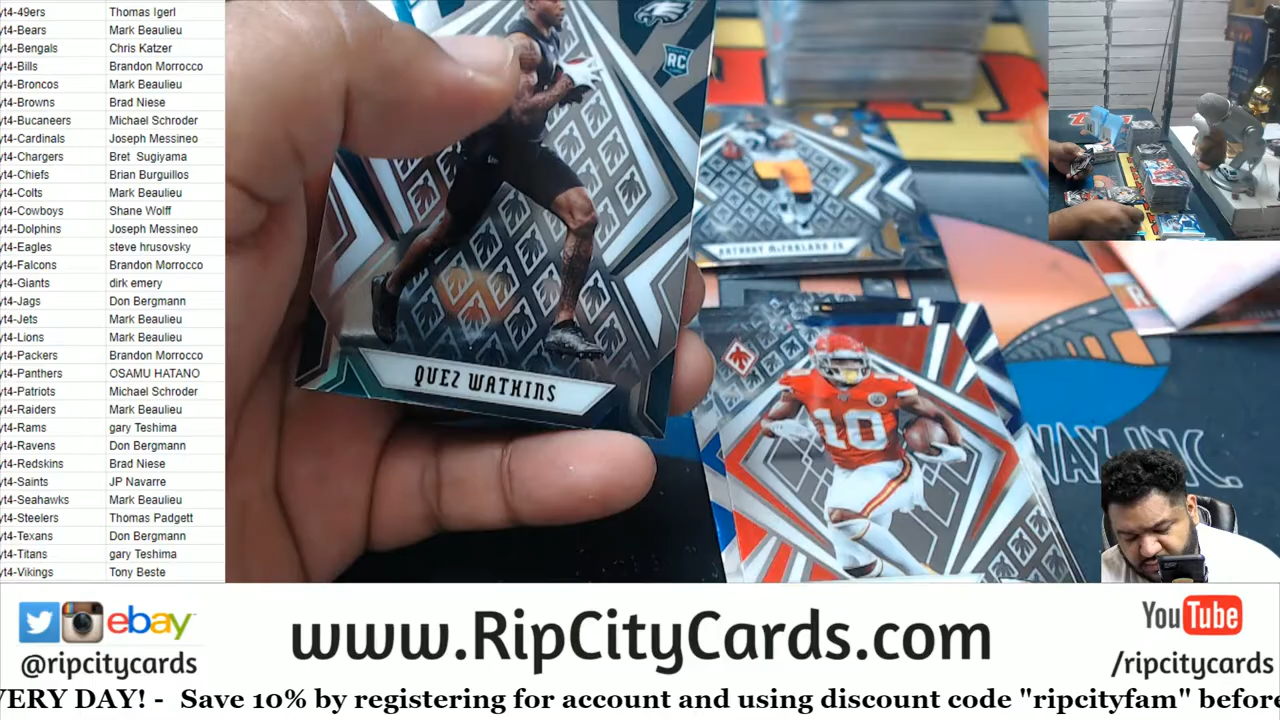 yt4-49ers Thomas Igerl
yt4-Bears Mark Beaulieu
yt4-Bengals Chris Katzer
yt4-Bills Brandon Morrocco
yt4-Broncos Mark Beaulieu
yt4-Browns Brad Niese
yt4-Bucaneers Michael Schroder
yt4-Cardinals Joseph Messineo
yt4-Chargers Bret Sugiyama
yt4-Chiefs Brian Burguillos
yt4-Colts Mark Beaulieu
yt4-Cowboys Shane Wolff
yt4-Dolphins Joseph Messineo
yt4-Eagles steve hrusovsky
yt4-Falcons Brandon Morrocco
yt4-Giants dirk emery
yt4-Jags Don Bergmann
yt4-Jets Mark Beaulieu
yt4-Lions Mark Beaulieu
yt4-Packers Brandon Morrocco
yt4-Panthers OSAMU HATANO
yt4-Patriots Michael Schroder
yt4-Raiders Mark Beaulieu
yt4-Rams gary Teshima
yt4-Ravens Don Bergmann
yt4-Redskins Brad Niese
yt4-Saints JP Navarre
yt4-Seahawks Mark Beaulieu
yt4-Steelers Thomas Padgett
yt4-Texans Don Bergmann
yt4-Titans gary Teshima
yt4-Vikings Tony Beste
RC
QUEZ WATKINS
ANTHONY McFARLAND JR
10
WAY, INC.
ebay
@ripcitycards
www.RipCityCards.com
YouTube
/ripcitycards
VERY DAY! - Save 10% by registering for account and using discount code "ripcityfam" before